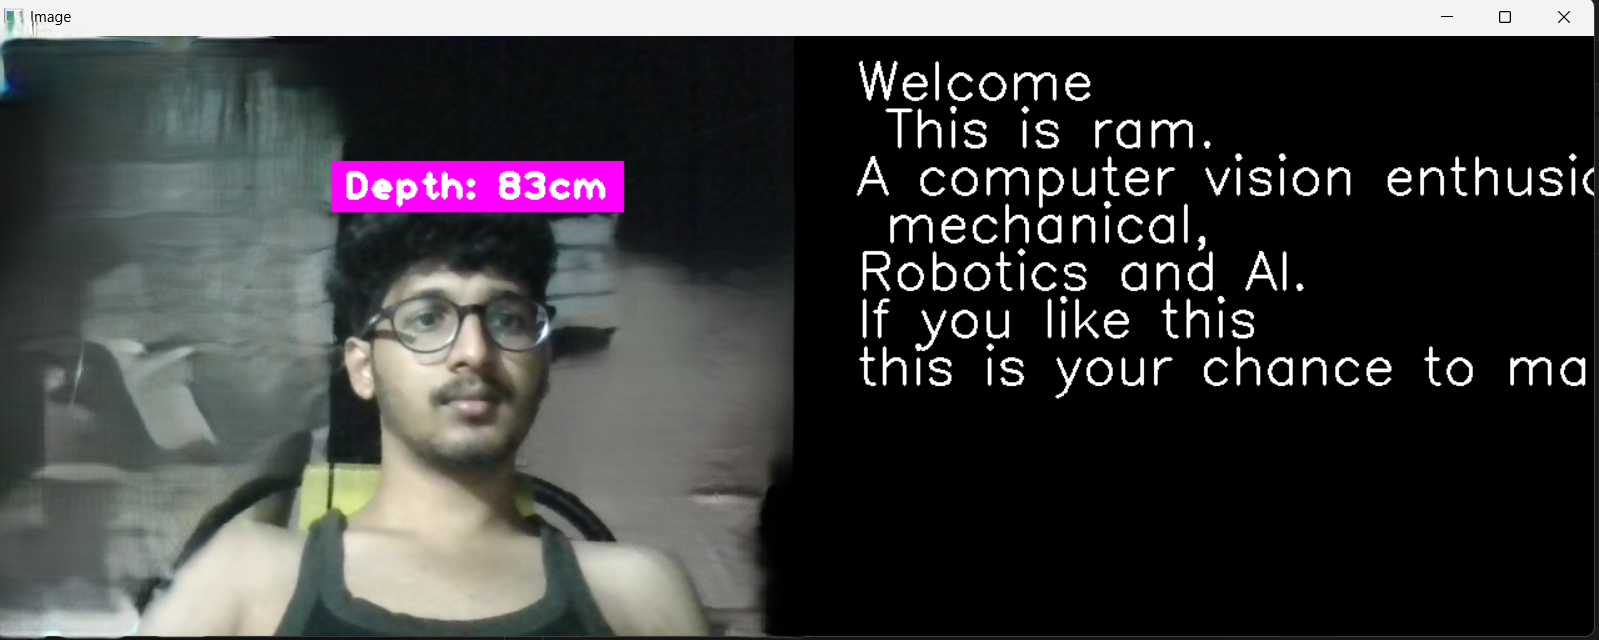 Image
Depth: 83cm
Welcome
This is ram.
A computer vision
mechanical,
Robotics and AI.
If you like this
this is your chance to